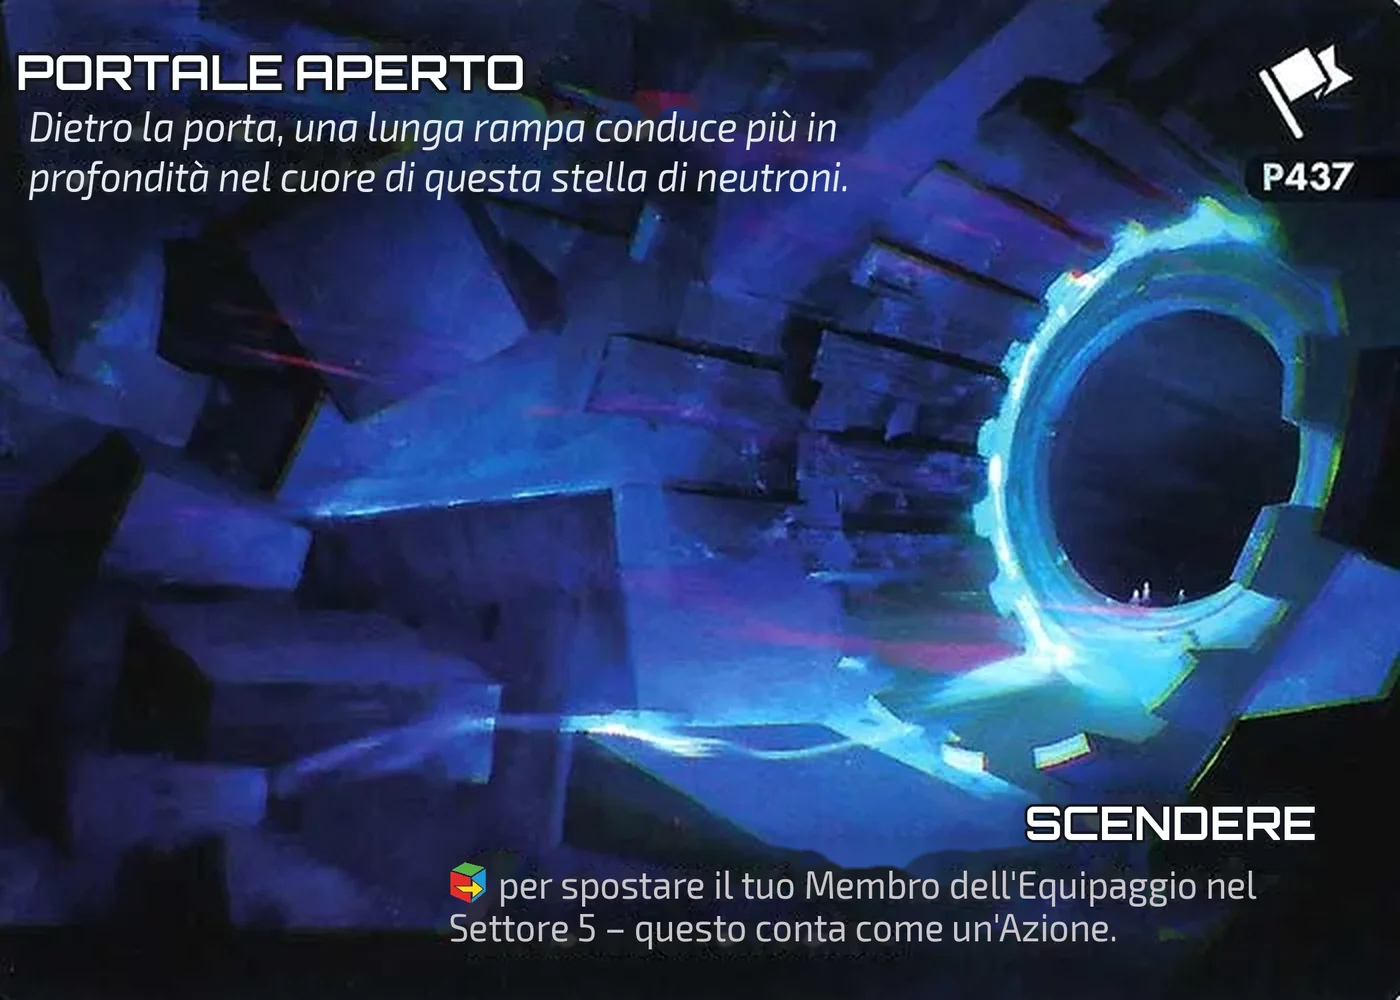 PORTALE APERTO
Dietro la porta, una lunga rampa conduce più in
profondità nel cuore di questa stella di neutroni.
P437
SCENDERE
per spostare il tuo Membro dell'Equipaggio nel
Settore 5 – questo conta come un'Azione.